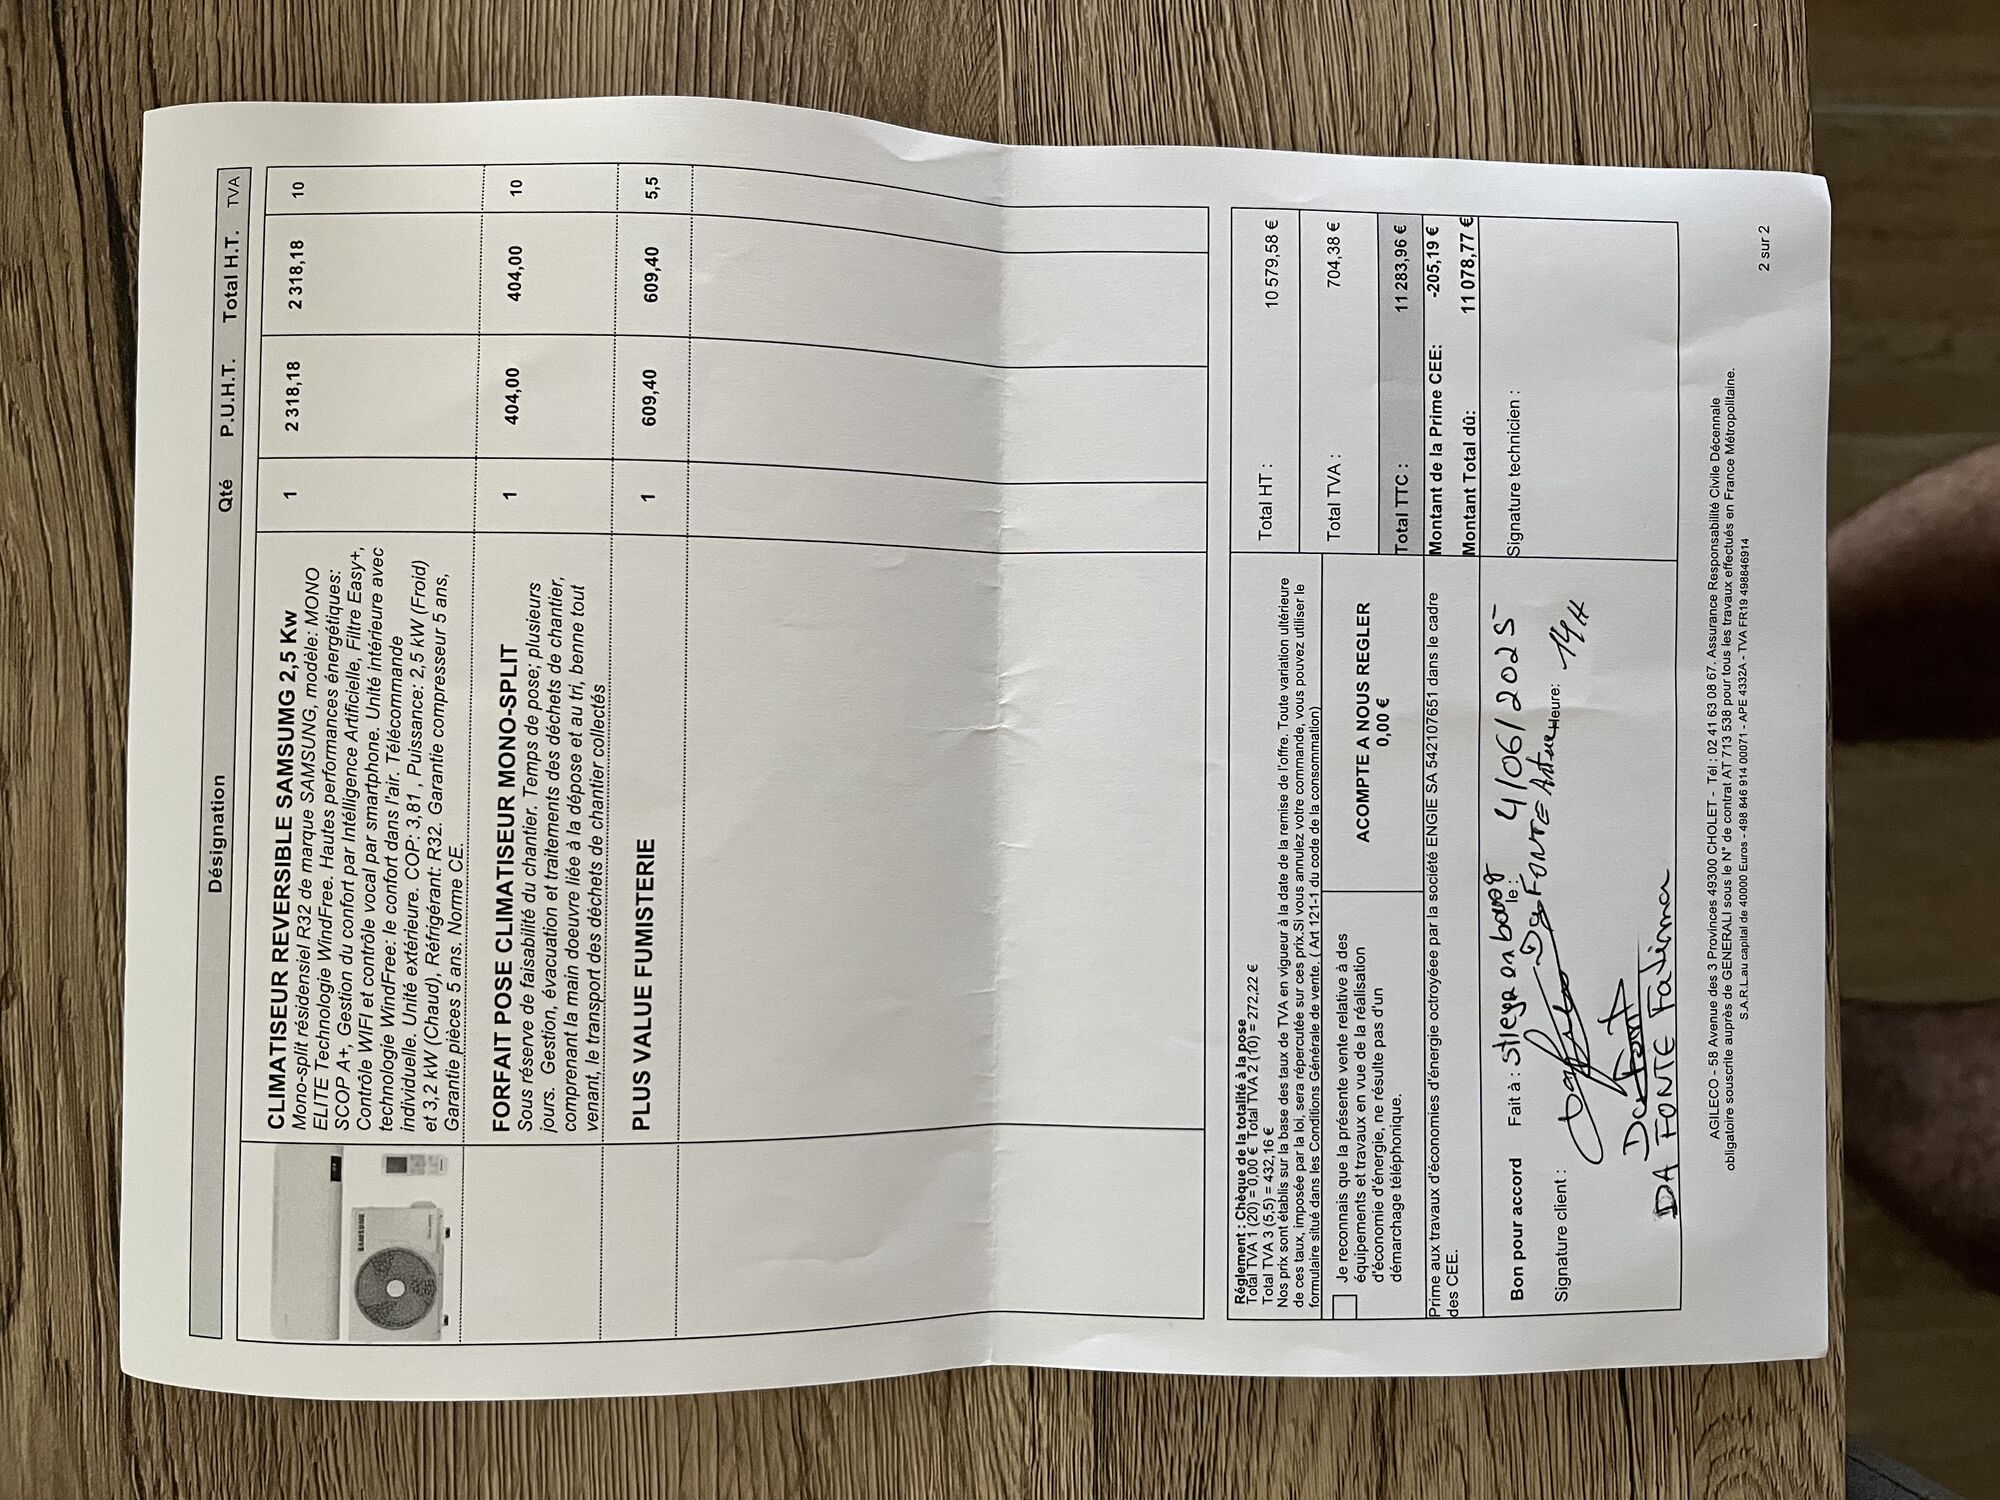 Désignation Qté P.U.H.T. Total H.T. TVA
CLIMATISEUR REVERSIBLE SAMSUMG 2,5 Kw 1 2 318,18 2 318,18 10
Mono-split résidensiel R32 de marque SAMSUNG, modèle: MONO
ELITE Technologie WindFree. Hautes performances énergétiques:
SCOP A+, Gestion du confort par Intélligence Artificielle, Filtre Easy+,
Contrôle WIFI et contrôle vocal par smartphone. Unité intérieure avec
technologie WindFree: le confort dans l'air. Télécommande
individuelle. Unité extérieure. COP: 3,81 , Puissance: 2,5 kW (Froid)
et 3,2 kW (Chaud), Réfrigérant: R32. Garantie compresseur 5 ans,
Garantie pièces 5 ans. Norme CE.
SAMSUNG
FORFAIT POSE CLIMATISEUR MONO-SPLIT 1 404,00 404,00 10
Sous réserve de faisabilité du chantier. Temps de pose; plusieurs
jours. Gestion, évacuation et traitements des déchets de chantier,
comprenant la main doeuvre liée à la dépose et au tri, benne tout
venant, le transport des déchets de chantier collectés
PLUS VALUE FUMISTERIE 1 609,40 609,40 5,5
Réglement : Chèque de la totalité à la pose
Total TVA 1 (20) = 0,00 € Total TVA 2 (10) = 272,22 €
Total TVA 3 (5,5) = 432,16 €
Nos prix sont établis sur la base des taux de TVA en vigueur à la date de la remise de l'offre. Toute variation ultérieure
de ces taux, imposée par la loi, sera répercutée sur ces prix.Si vous annulez votre commande, vous pouvez utiliser le
formulaire situé dans les Conditions Générale de vente. ( Art 121-1 du code de la consommation)
Total HT : 10 579,58 €
Total TVA : 704,38 €
Total TTC : 11 283,96 €
Montant de la Prime CEE: -205,19 €
Montant Total dû: 11 078,77 €
Je reconnais que la présente vente relative à des
équipements et travaux en vue de la réalisation
d'économie d'énergie, ne résulte pas d'un
démarchage téléphonique.
ACOMPTE A NOUS REGLER
0,00 €
Prime aux travaux d'économies d'énergie octroyéee par la société ENGIE SA 542107651 dans le cadre
des CEE.
Bon pour accord Fait à : le : 4/06/2025
Signature client : Da FONTE Heure: 14H
Signature technicien :
DA FONTE Fatima
AGILECO - 58 Avenue des 3 Provinces 49300 CHOLET - Tél : 02 41 63 08 67. Assurance Responsabilité Civile Décennale
obligatoire souscrite auprès de GENERALI sous le N° de contrat AT 713 538 pour tous les travaux effectués en France Métropolitaine.
S.A.R.L.au capital de 40000 Euros - 498 846 914 00071 - APE 4332A - TVA FR19 498846914
2 sur 2